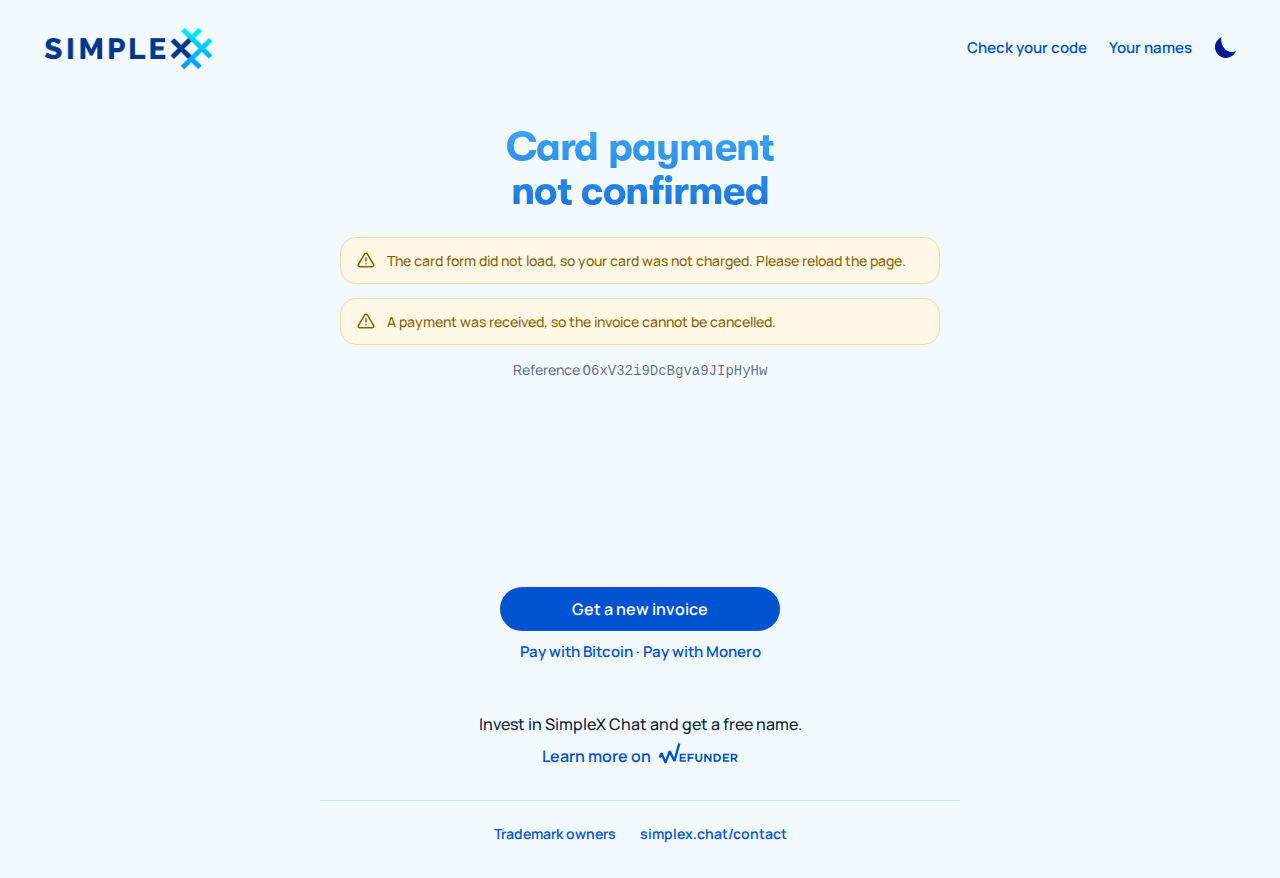 SIMPLEX
Check your code
Your names
Card payment
not confirmed
The card form did not load, so your card was not charged. Please reload the page.
A payment was received, so the invoice cannot be cancelled.
Reference O6xV32i9DcBgva9JIpHyHw
Get a new invoice
Pay with Bitcoin · Pay with Monero
Invest in SimpleX Chat and get a free name.
Learn more on WEFUNDER
Trademark owners
simplex.chat/contact